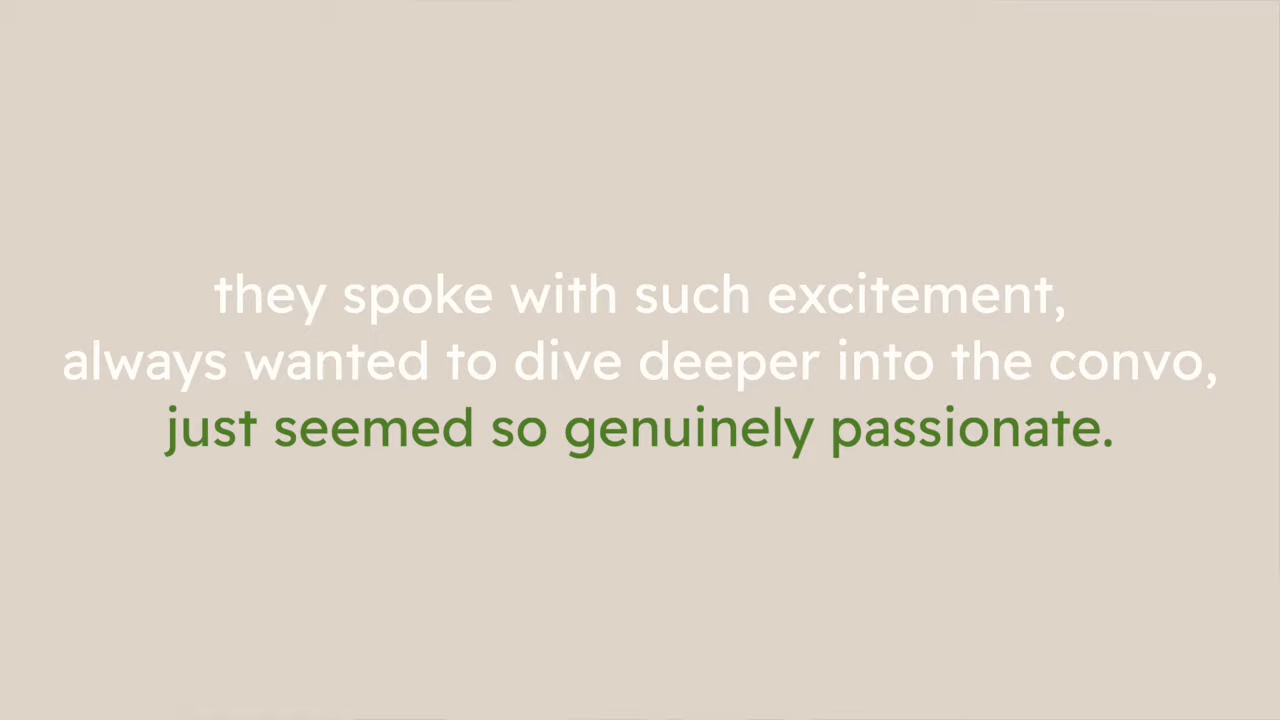 they spoke with such excitement,
always wanted to dive deeper into the convo,
just seemed so genuinely passionate.